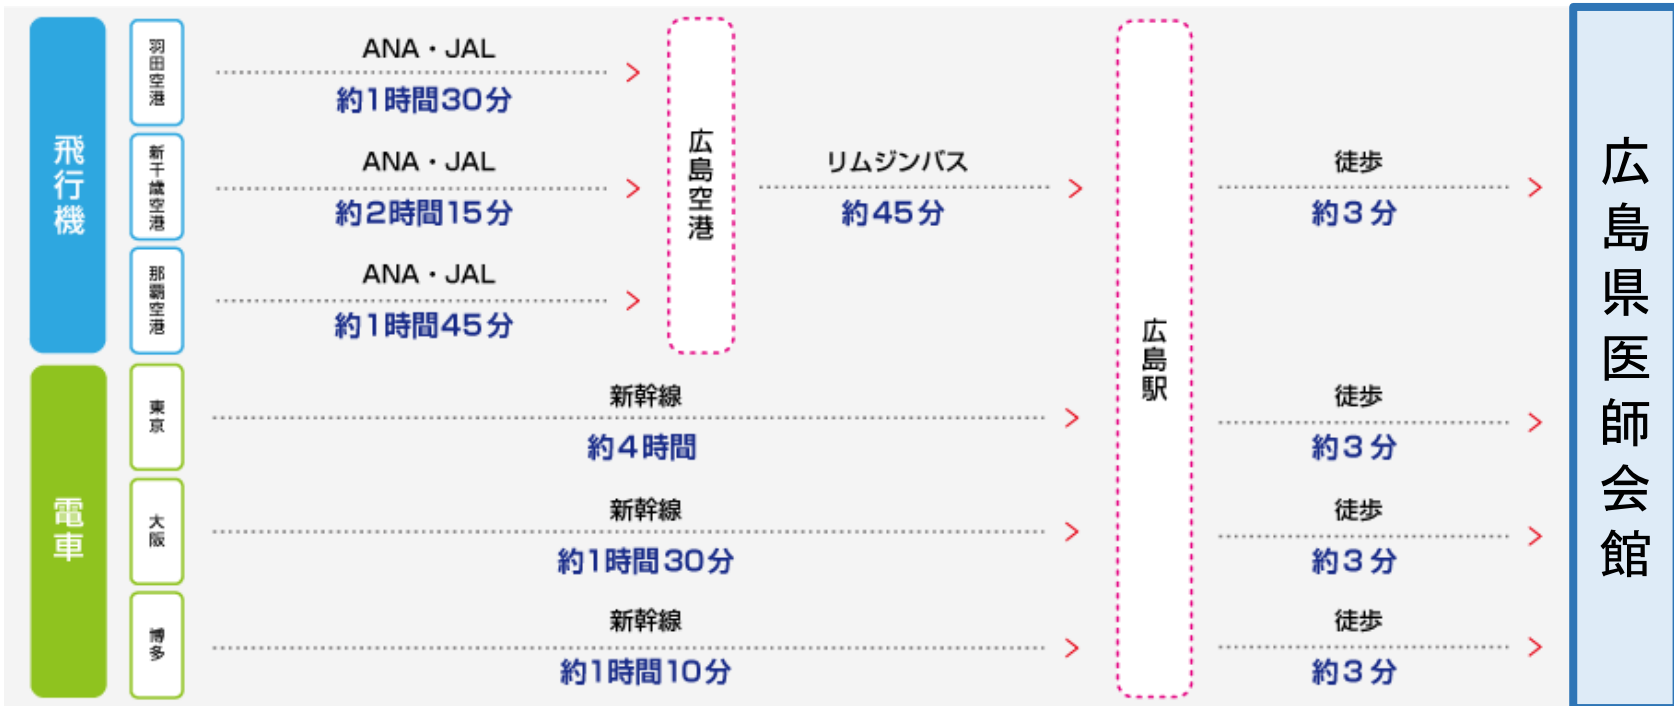 飛行機
羽田空港
ANA・JAL
約1時間30分
新千歳空港
ANA・JAL
約2時間15分
那覇空港
ANA・JAL
約1時間45分
広島空港
リムジンバス
約45分
広島駅
徒歩
約3分
電車
東京
新幹線
約4時間
徒歩
約3分
大阪
新幹線
約1時間30分
徒歩
約3分
博多
新幹線
約1時間10分
徒歩
約3分
広島県医師会館